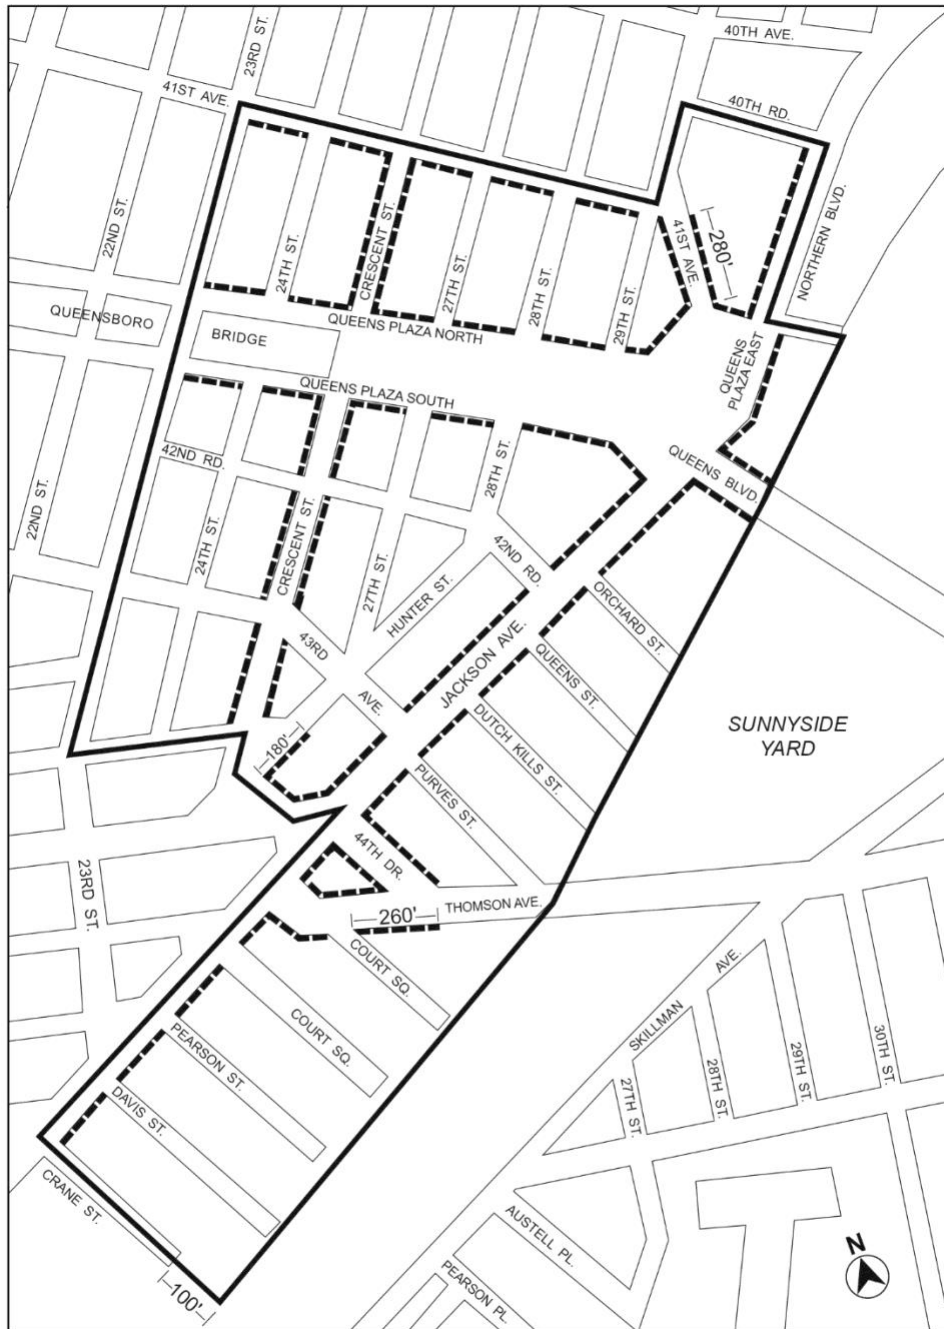 40TH AVE.
23RD ST.
41ST AVE.
40TH RD.
22ND ST.
NORTHERN BLVD.
CRESCENT ST.
24TH ST.
27TH ST.
28TH ST.
29TH ST.
41ST AVE.
280'
QUEENSBORO
BRIDGE
QUEENS PLAZA NORTH
QUEENS
PLAZA EAST
QUEENS PLAZA SOUTH
42ND RD.
28TH ST.
QUEENS BLVD
22ND ST.
24TH ST.
CRESCENT ST.
27TH ST.
42ND RD.
HUNTER ST.
ORCHARD ST.
43RD
AVE.
JACKSON AVE.
QUEENS ST.
SUNNYSIDE
YARD
180'
DUTCH KILLS ST.
PURVES ST.
44TH DR.
23RD ST.
THOMSON AVE.
260'
COURT SQ.
COURT SQ.
SKILLMAN
AVE.
PEARSON ST.
DAVIS ST.
27TH ST.
28TH ST.
29TH ST.
30TH ST.
CRANE ST.
100'
AUSTELL PL.
PEARSON PL.
N